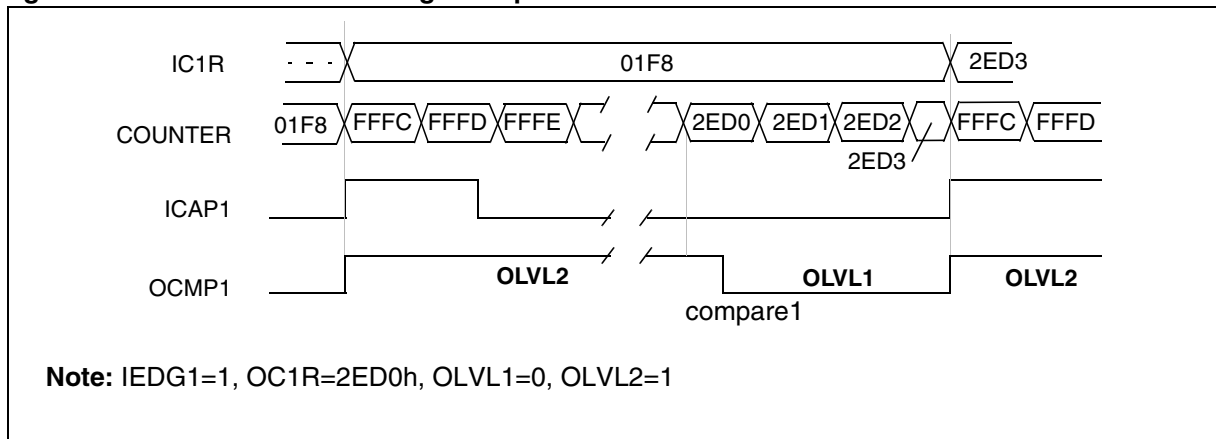 IC1R - - - 01F8 2ED3
COUNTER 01F8 FFFC FFFD FFFE 2ED0 2ED1 2ED2 FFFC FFFD
2ED3
ICAP1
OCMP1 OLVL2 OLVL1 OLVL2
compare1
Note: IEDG1=1, OC1R=2ED0h, OLVL1=0, OLVL2=1